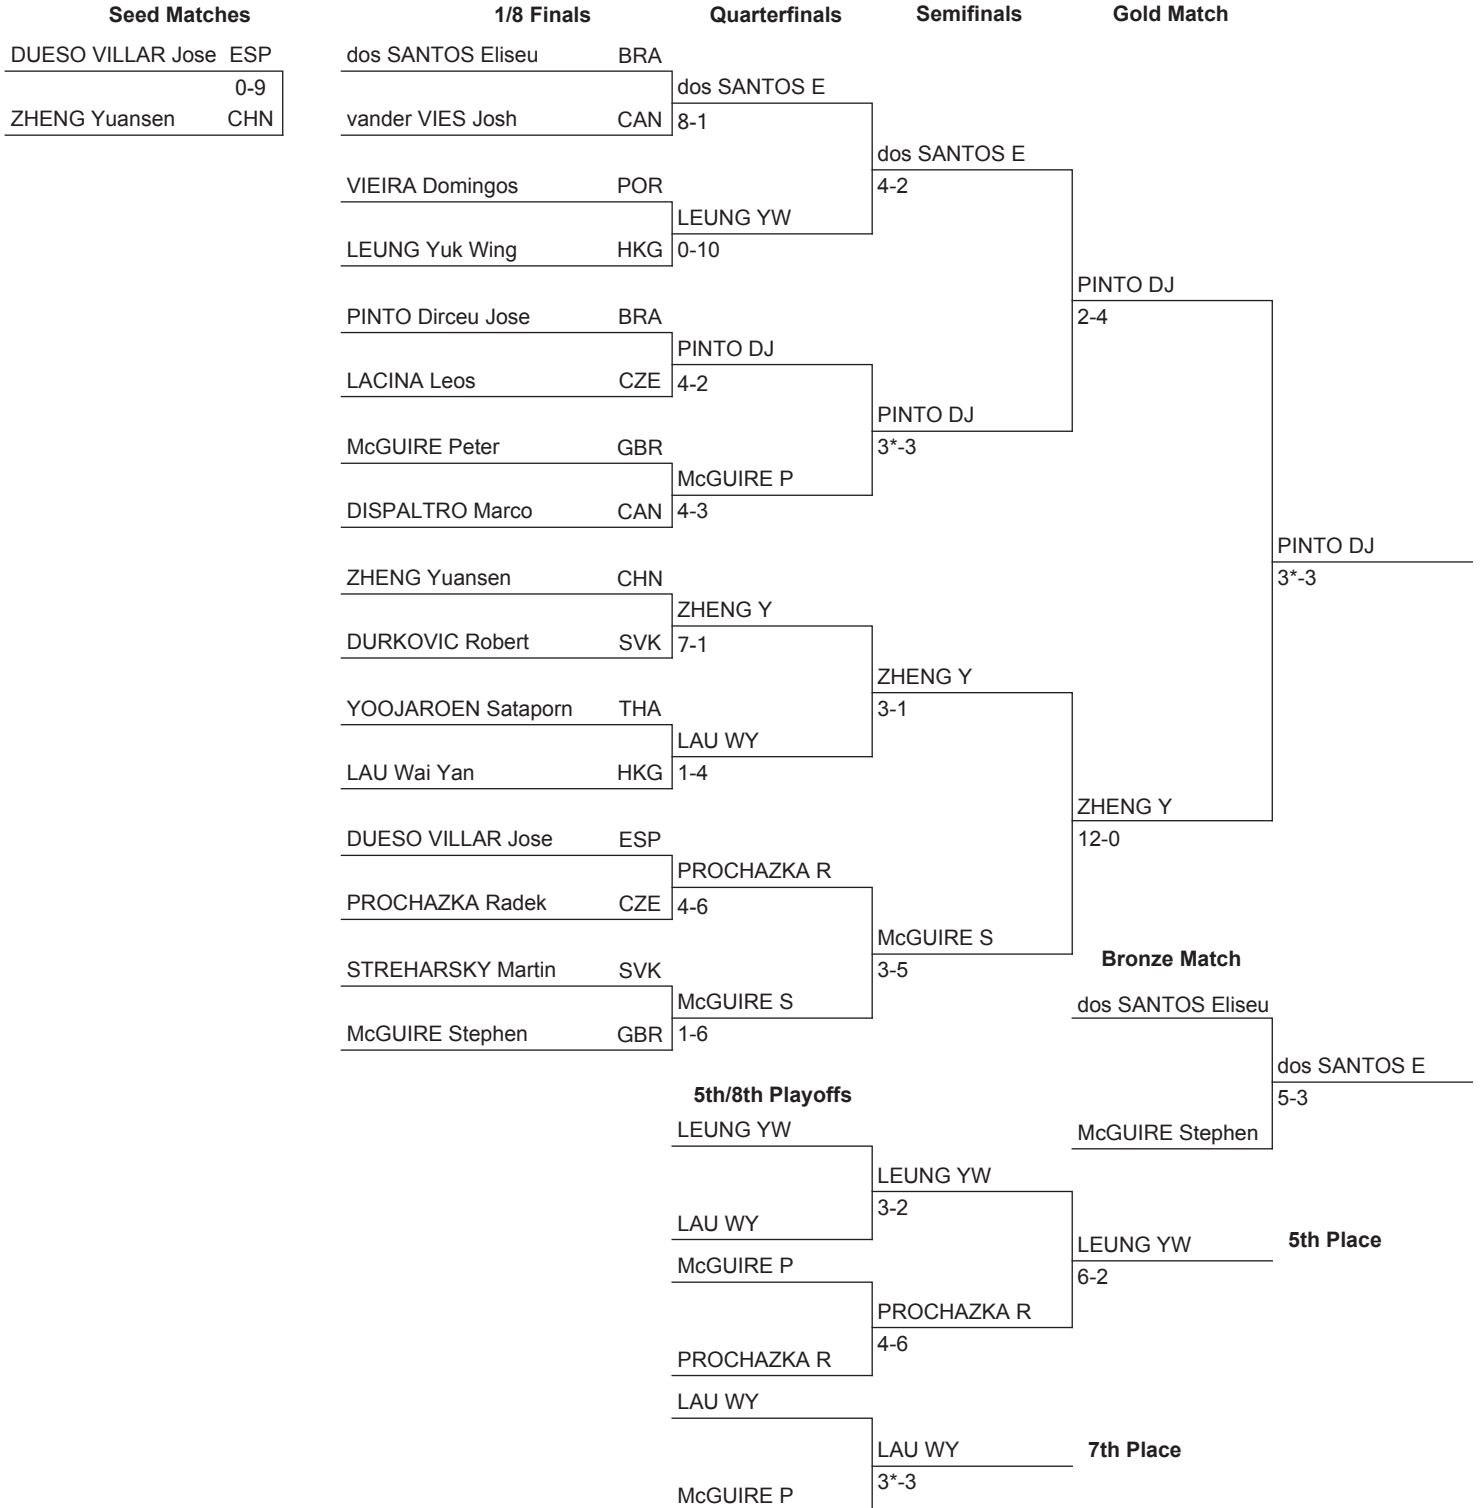 Seed Matches 1/8 Finals Quarterfinals Semifinals Gold Match
DUESO VILLAR Jose ESP dos SANTOS Eliseu BRA
0-9 dos SANTOS E
ZHENG Yuansen CHN vander VIES Josh CAN 8-1
dos SANTOS E
VIEIRA Domingos POR 4-2
LEUNG YW
LEUNG Yuk Wing HKG 0-10
PINTO DJ
PINTO Dirceu Jose BRA 2-4
PINTO DJ
LACINA Leos CZE 4-2
PINTO DJ
McGUIRE Peter GBR 3*-3
McGUIRE P
DISPALTRO Marco CAN 4-3
PINTO DJ
ZHENG Yuansen CHN 3*-3
ZHENG Y
DURKOVIC Robert SVK 7-1
ZHENG Y
YOOJAROEN Sataporn THA 3-1
LAU WY
LAU Wai Yan HKG 1-4
ZHENG Y
DUESO VILLAR Jose ESP 12-0
PROCHAZKA R
PROCHAZKA Radek CZE 4-6
McGUIRE S
Bronze Match
STREHARSKY Martin SVK 3-5
McGUIRE S dos SANTOS Eliseu
McGUIRE Stephen GBR 1-6
dos SANTOS E
5th/8th Playoffs 5-3
LEUNG YW McGUIRE Stephen
LEUNG YW
3-2
LAU WY
LEUNG YW 5th Place
McGUIRE P 6-2
PROCHAZKA R
4-6
PROCHAZKA R
LAU WY
LAU WY 7th Place
3*-3
McGUIRE P